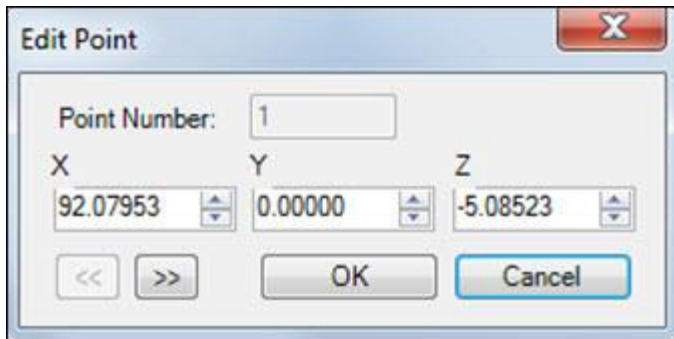 Edit Point
Point Number: 1
X Y Z
92.07953 0.00000 -5.08523
<< >> OK Cancel